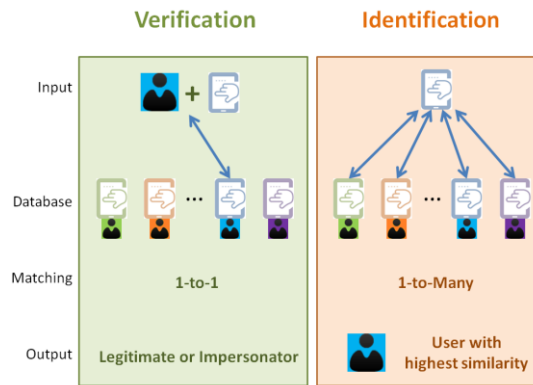 Verification
Identification
Input
+
Database
...
...
Matching
1-to-1
1-to-Many
Output
Legitimate or Impersonator
User with
highest similarity